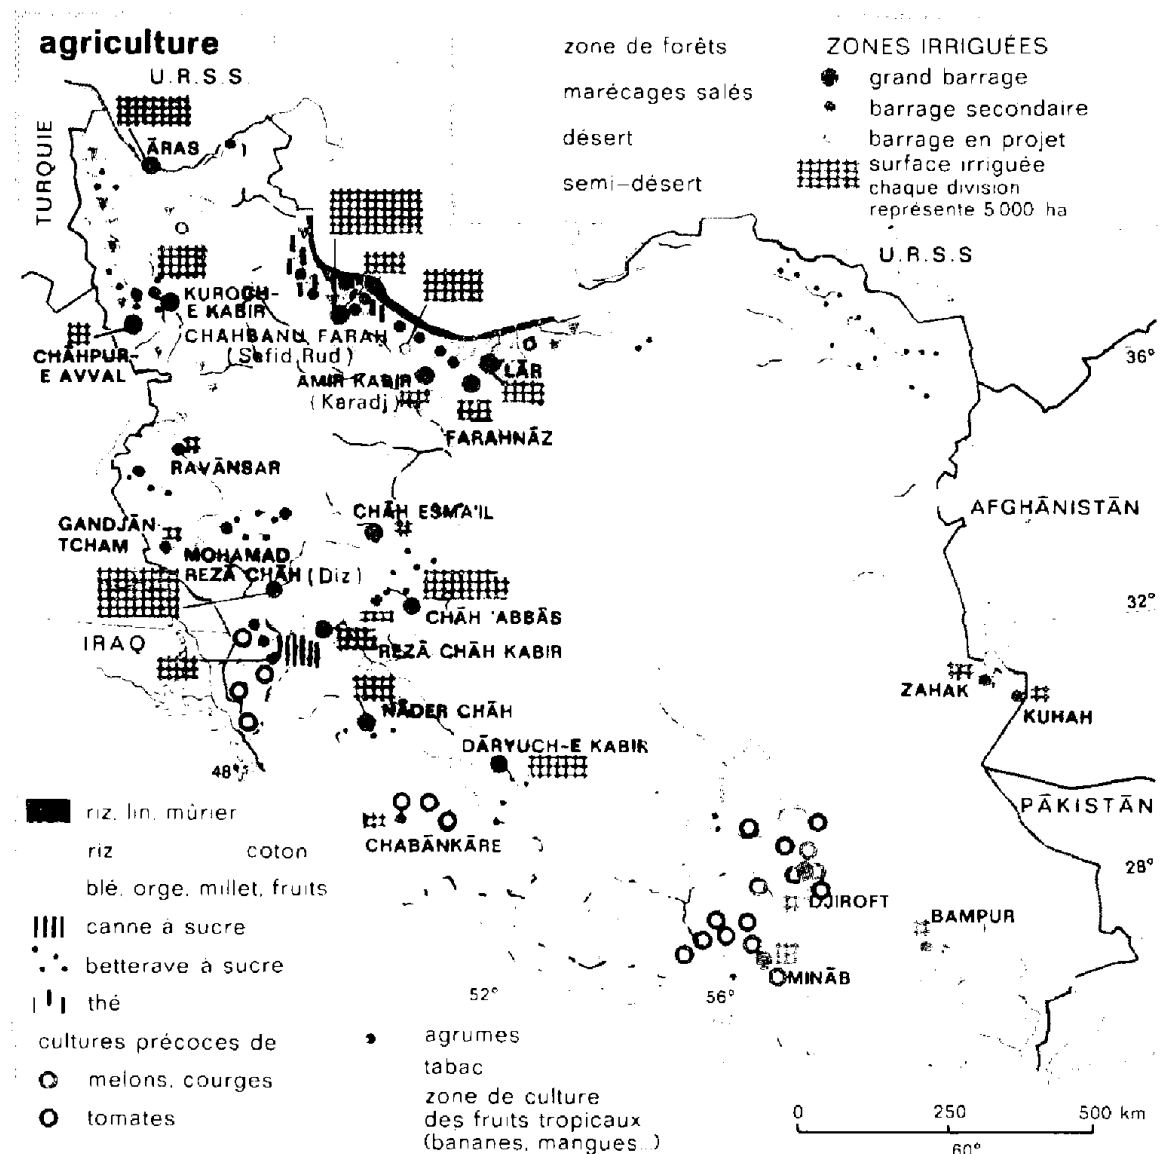 agriculture
U.R.S.S.
TURQUIE
ĀRAS
zone de forêts
marécages salés
désert
semi-désert
ZONES IRRIGUÉES
grand barrage
barrage secondaire
barrage en projet
surface irriguée
chaque division
représente 5000 ha
U.R.S.S
KUROCH-
E KABIR
CHAHBANU FARAH
(Sefid Rud)
CHĀHPUR-
E AVVAL
AMIR KABIR
(Karadj)
LĀR
FARAHNĀZ
36°
RAVĀNSAR
GANDJĀN
TCHAM
CHĀH ESMA'IL
MOHAMAD
REZĀ CHĀH (Diz)
AFGHĀNISTĀN
CHĀH 'ABBĀS
32°
IRAQ
REZĀ CHĀH KABIR
ZAHAK
KUHAH
NĀDER CHĀH
DĀRYUCH-E KABIR
48°
PĀKISTĀN
CHABĀNKĀRE
28°
DJIROFT
BAMPUR
MINĀB
52°
56°
riz, lin, mûrier
riz
coton
blé, orge, millet, fruits
canne à sucre
betterave à sucre
thé
cultures précoces de
melons, courges
tomates
agrumes
tabac
zone de culture
des fruits tropicaux
(bananes, mangues...)
0 250 500 km
60°